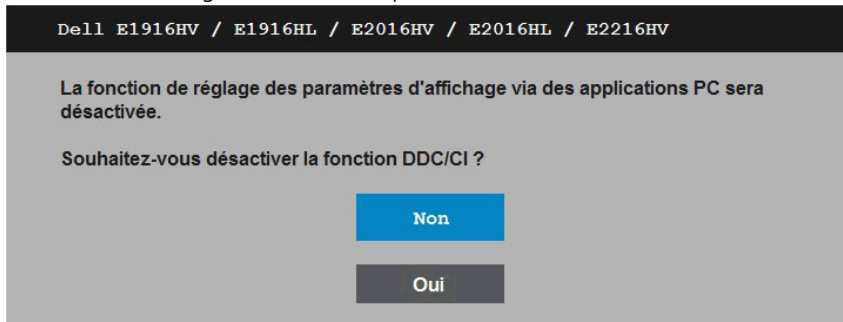 Dell E1916HV / E1916HL / E2016HV / E2016HL / E2216HV
La fonction de réglage des paramètres d'affichage via des applications PC sera
désactivée.
Souhaitez-vous désactiver la fonction DDC/CI ?
Non
Oui